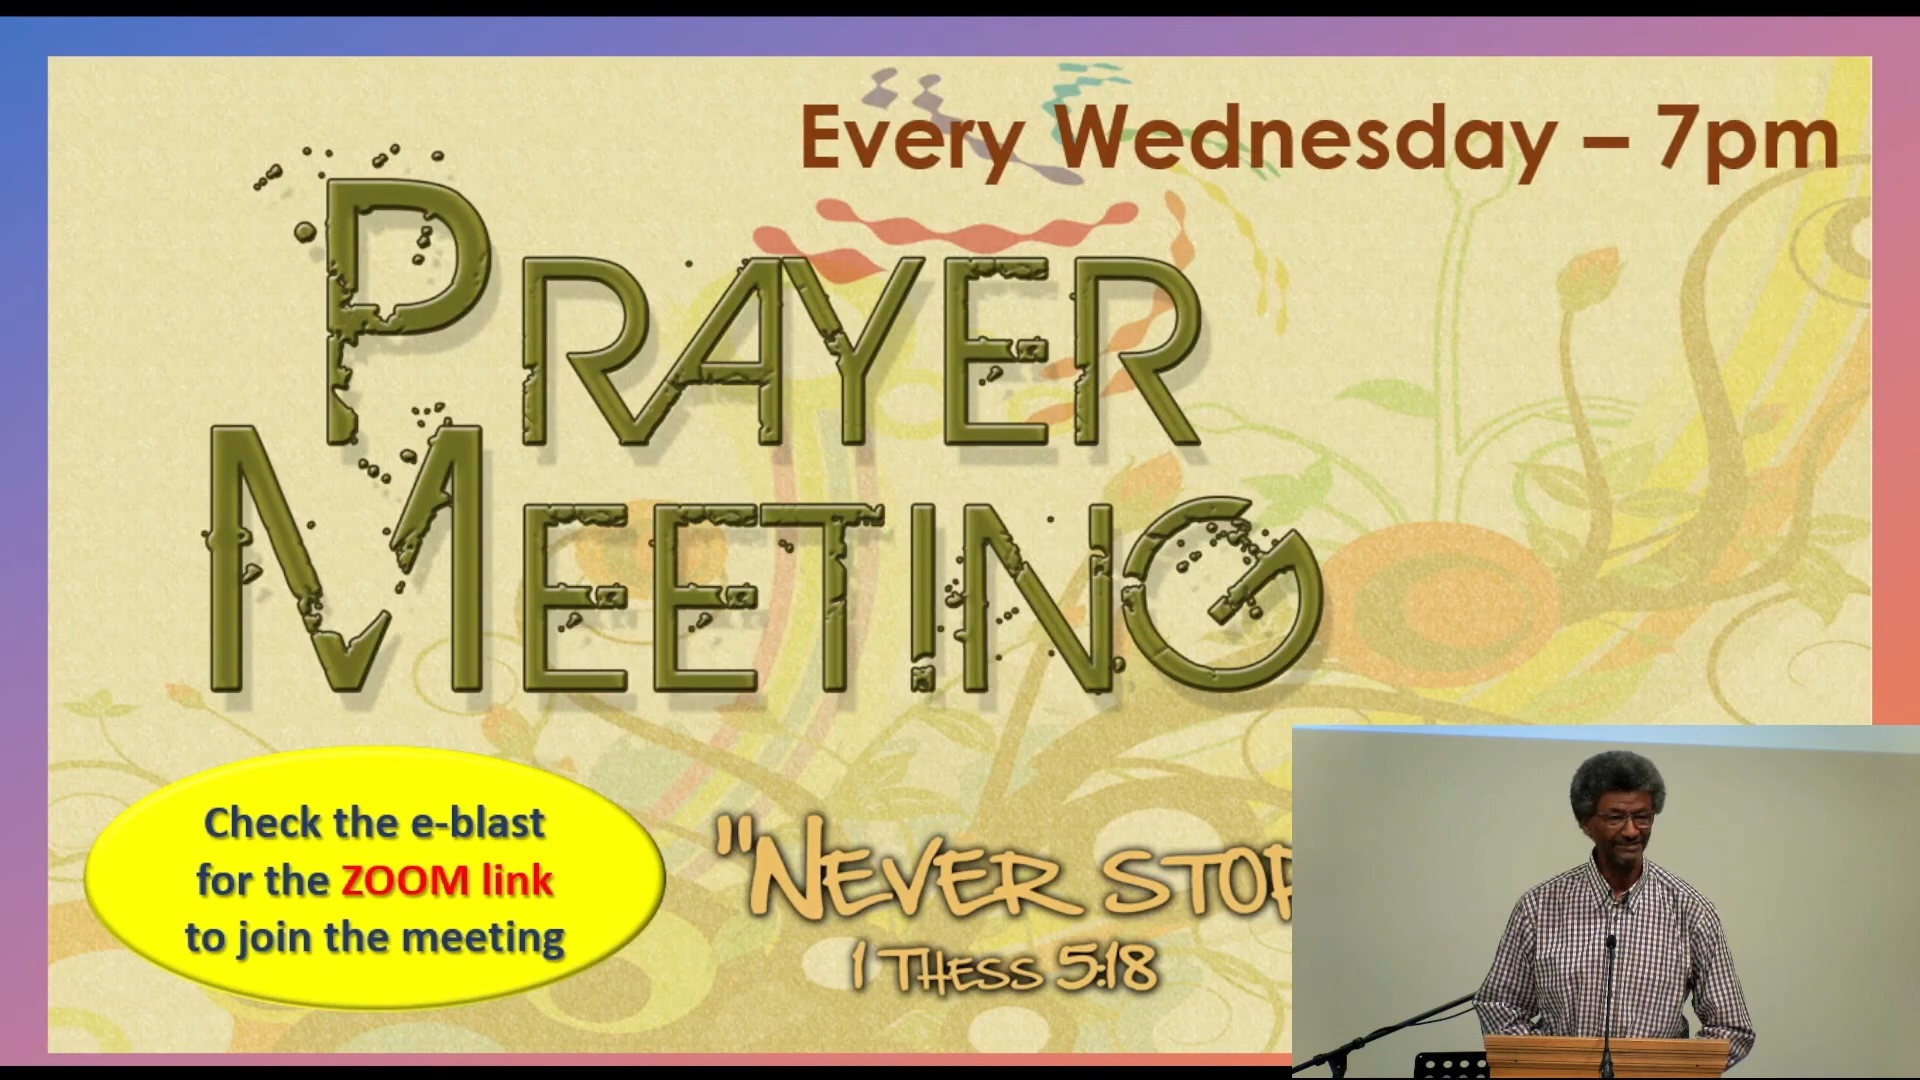 Every Wednesday – 7pm
PRAYER
MEETING
Check the e-blast
for the ZOOM link
to join the meeting
"NEVER STOP
1 THESS 5:18